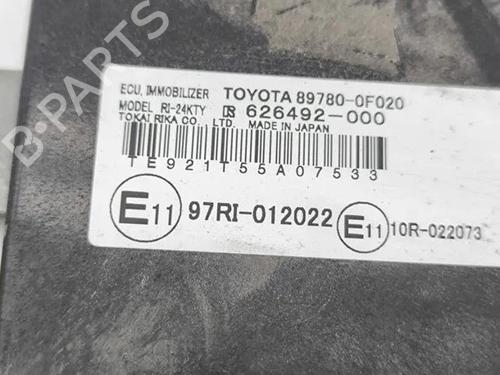 ECU, IMMOBILIZER TOYOTA 89780-0F020
MODEL RI-24KTY 626492-000
TOKAI RIKA CO., LTD. MADE IN JAPAN
TE921T55A07533
E11 97RI-012022 E11 10R-022073